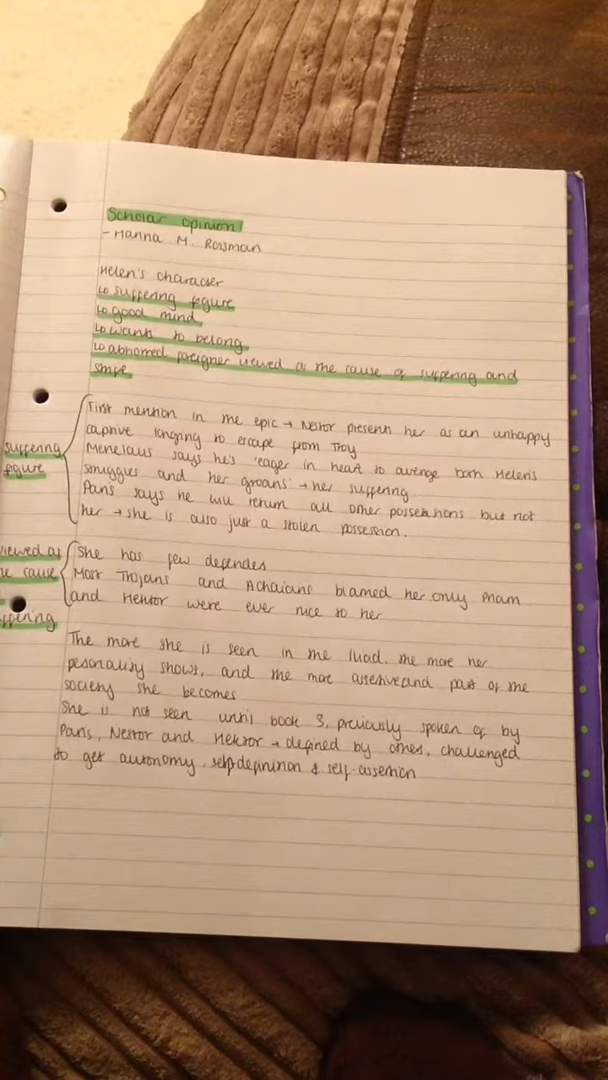 Scholar opinion
- Hanna M. Roisman
Helen's character
↳ suffering figure
↳ good mind
↳ wants to belong
↳ abhorred foreigner viewed as the cause of suffering and
strife
First mention in the epic → Nestor presents her as an unhappy
captive longing to escape from Troy
Menelaus says he's 'eager in heart to avenge both Helen's
struggles and her groans' → her suffering
Paris says he will return all other possessions but not
her → she is also just a stolen possession.
suffering
figure
She has few dependes
Most Trojans and Achaians blamed her, only Priam
and Hektor were ever nice to her
viewed as
the cause
suffering
The more she is seen in the Iliad, the more her
personality shows, and the more assertive and part of the
society she becomes
She is not seen until book 3, previously spoken of by
Paris, Nestor and Hektor → defined by others, challenged
to get autonomy, self-definition & self-assertion